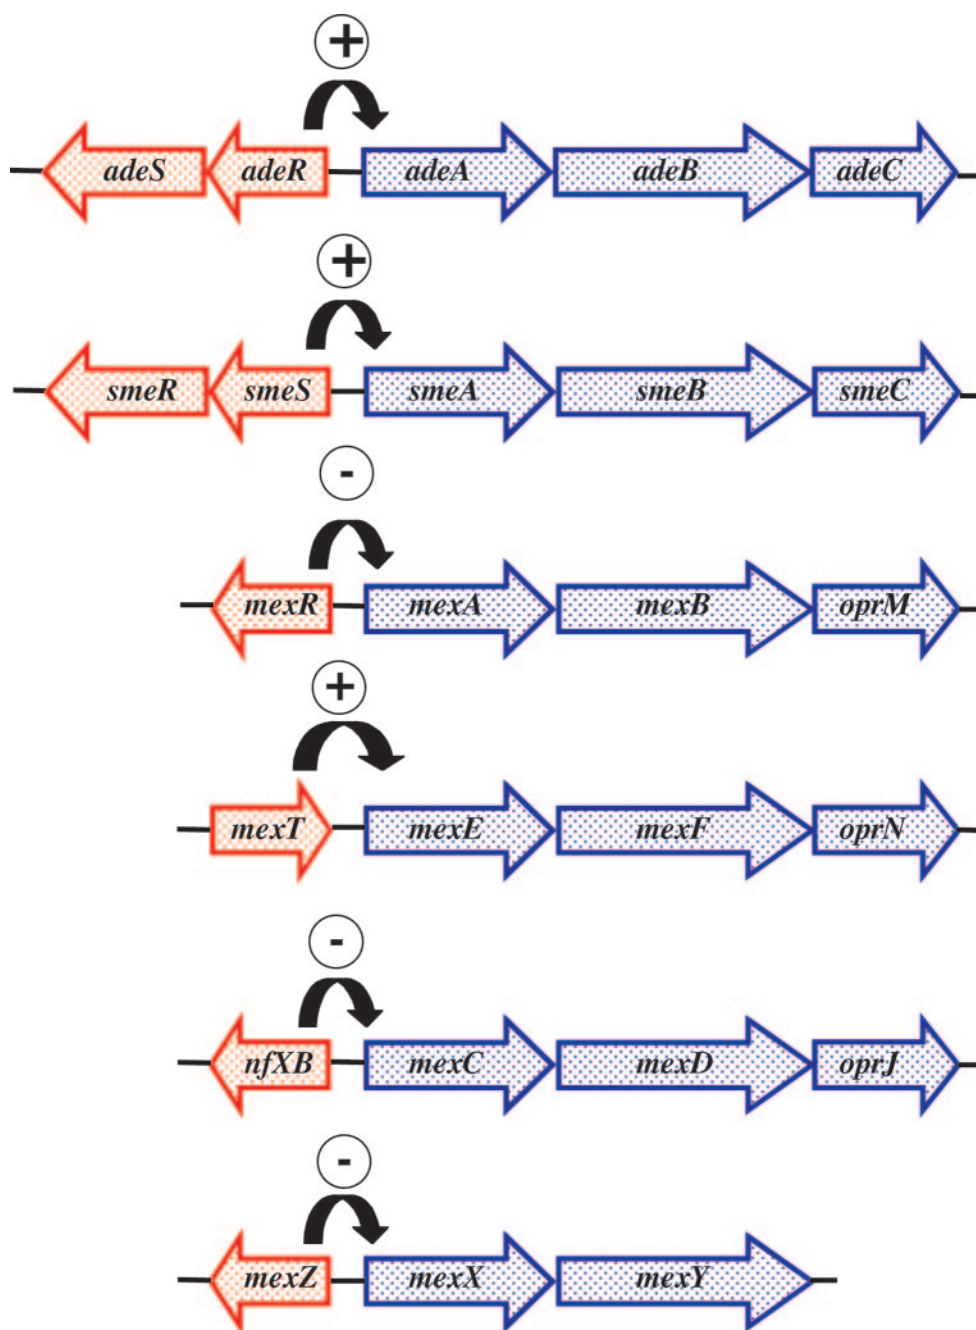 +
adeS adeR adeA adeB adeC
+
smeR smeS smeA smeB smeC
-
mexR mexA mexB oprM
+
mexT mexE mexF oprN
-
nfXB mexC mexD oprJ
-
mexZ mexX mexY